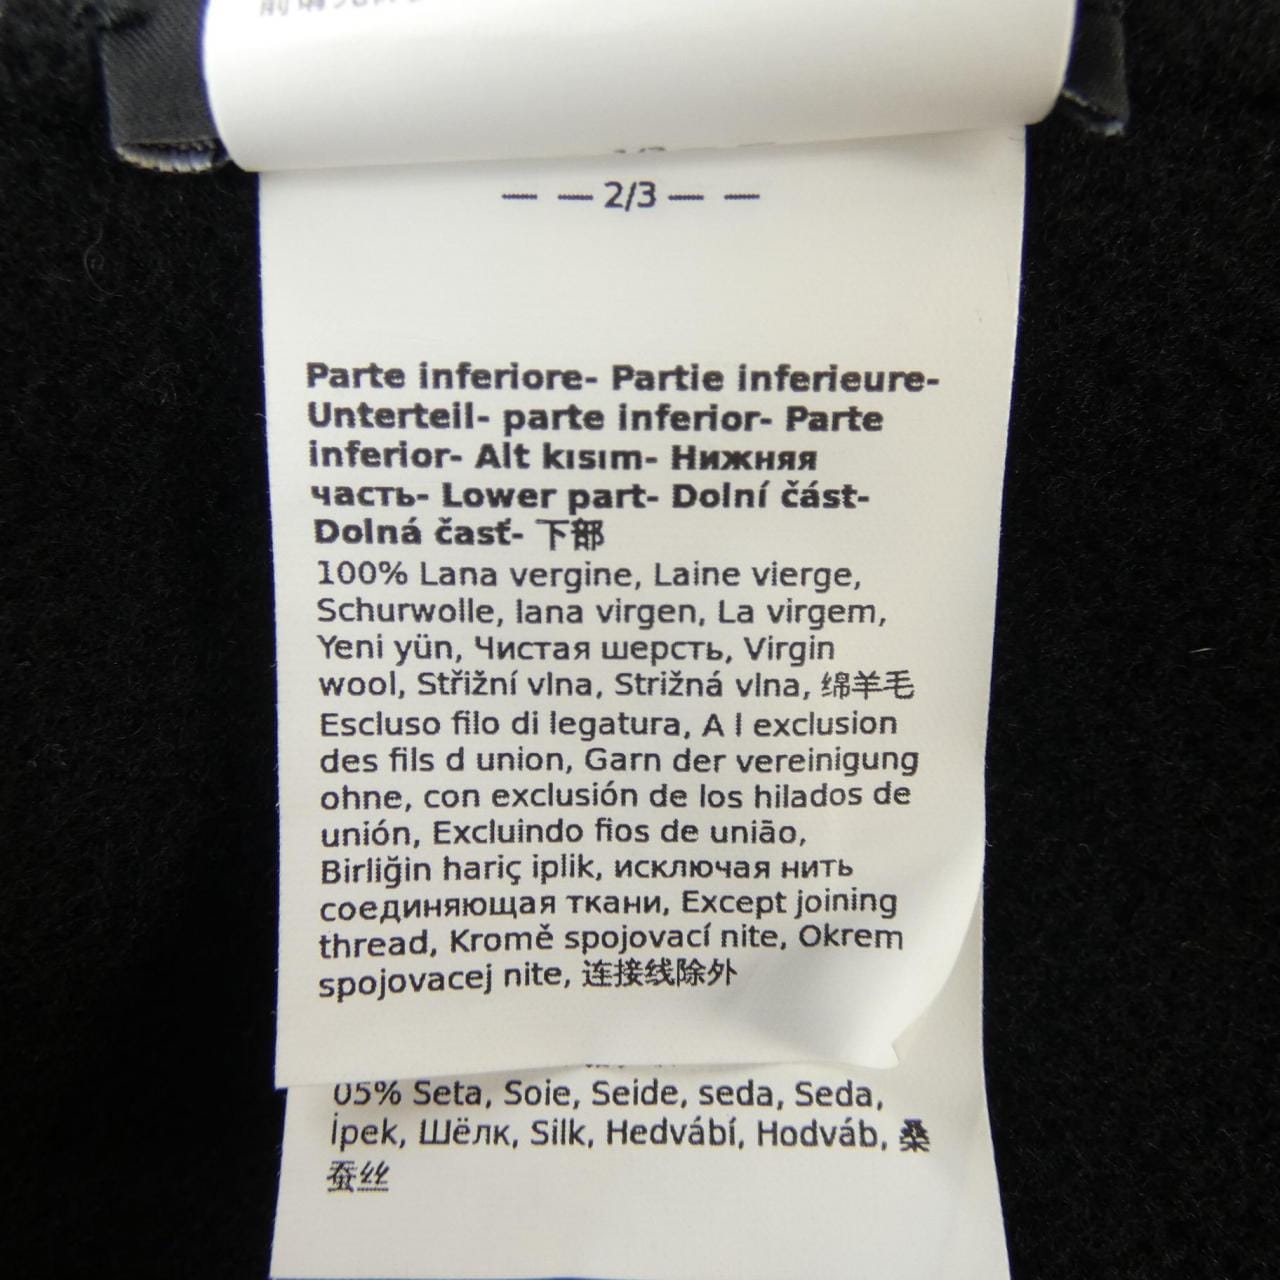 — — 2/3 — —
Parte inferiore- Partie inferieure-
Unterteil- parte inferior- Parte
inferior- Alt kısım- Нижняя
часть- Lower part- Dolní část-
Dolná časť- 下部
100% Lana vergine, Laine vierge,
Schurwolle, lana virgen, La virgem,
Yeni yün, Чистая шерсть, Virgin
wool, Střižní vlna, Strižná vlna, 绵羊毛
Escluso filo di legatura, A l exclusion
des fils d union, Garn der vereinigung
ohne, con exclusión de los hilados de
unión, Excluindo fios de união,
Birliğin hariç iplik, исключая нить
соединяющая ткани, Except joining
thread, Kromě spojovací nite, Okrem
spojovacej nite, 连接线除外
05% Seta, Soie, Seide, seda, Seda,
İpek, Шёлк, Silk, Hedvábí, Hodváb, 桑
蚕丝